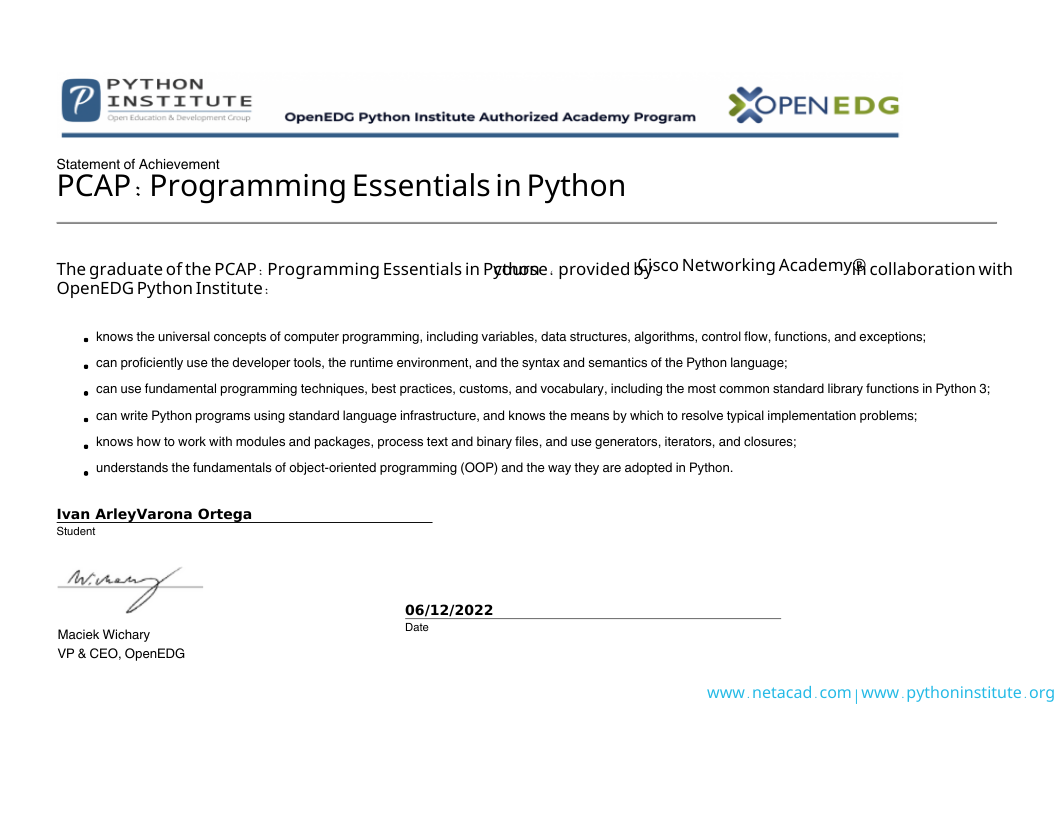 PYTHON
INSTITUTE
Open Education & Development Group
OpenEDG Python Institute Authorized Academy Program
OPENEDG
Statement of Achievement
PCAP: Programming Essentials in Python
The graduate of the PCAP: Programming Essentials in Python course, provided by Cisco Networking Academy® in collaboration with
OpenEDG Python Institute:
knows the universal concepts of computer programming, including variables, data structures, algorithms, control flow, functions, and exceptions;
can proficiently use the developer tools, the runtime environment, and the syntax and semantics of the Python language;
can use fundamental programming techniques, best practices, customs, and vocabulary, including the most common standard library functions in Python 3;
can write Python programs using standard language infrastructure, and knows the means by which to resolve typical implementation problems;
knows how to work with modules and packages, process text and binary files, and use generators, iterators, and closures;
understands the fundamentals of object-oriented programming (OOP) and the way they are adopted in Python.
Ivan ArleyVarona Ortega
Student
W.chary
06/12/2022
Date
Maciek Wichary
VP & CEO, OpenEDG
www.netacad.com|www.pythoninstitute.org